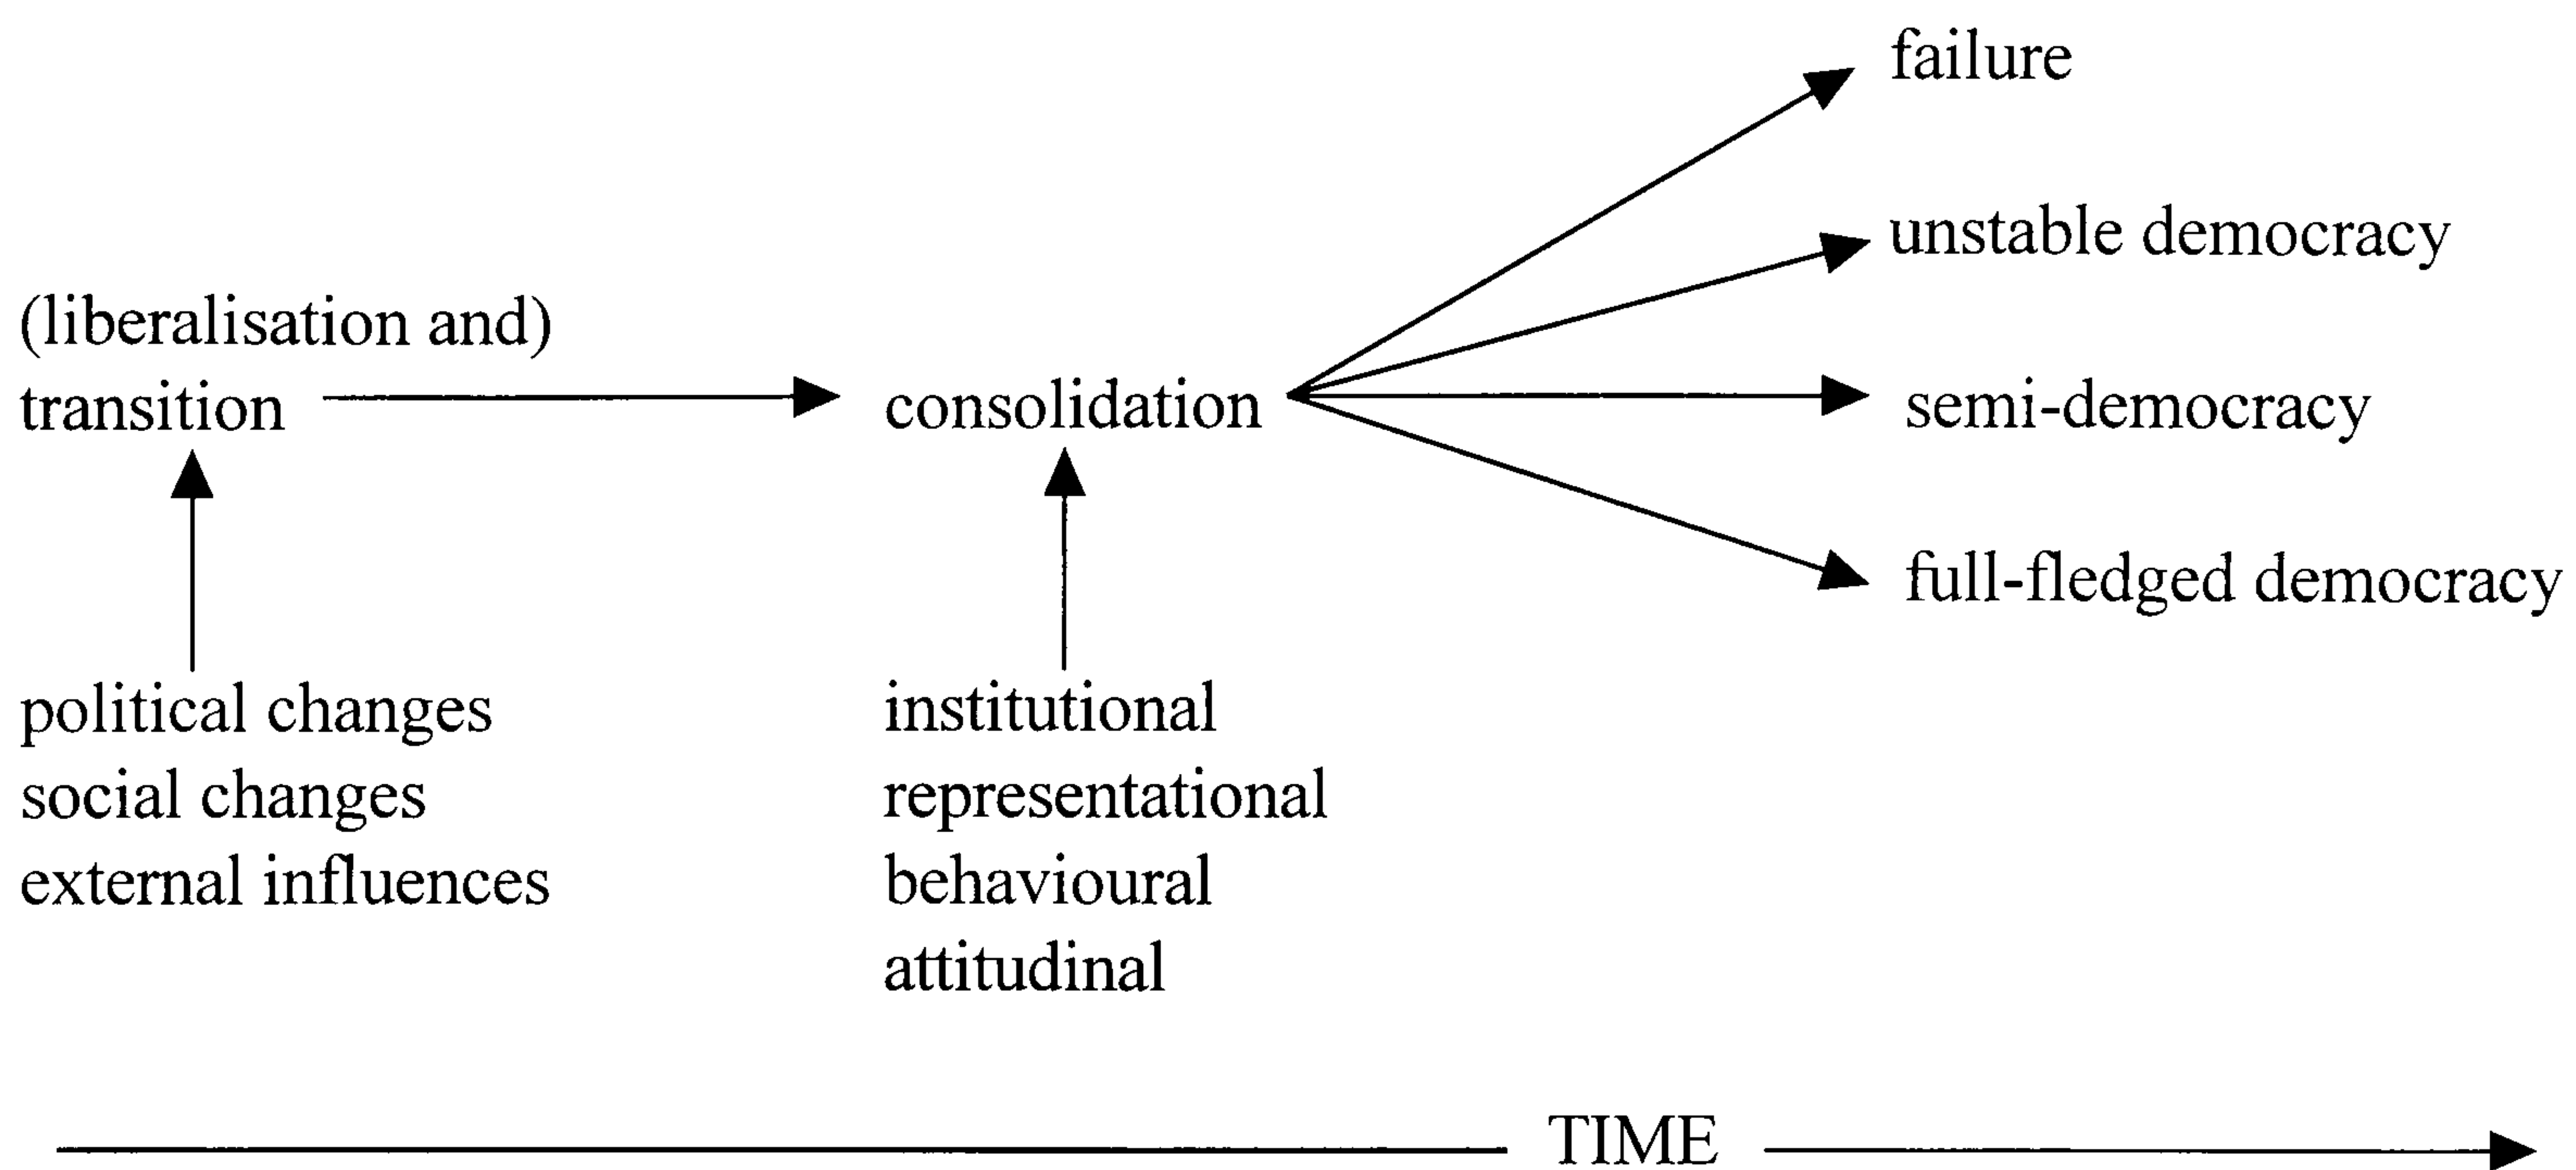 failure
unstable democracy
(liberalisation and)
transition
consolidation
semi-democracy
full-fledged democracy
political changes
social changes
external influences
institutional
representational
behavioural
attitudinal
TIME